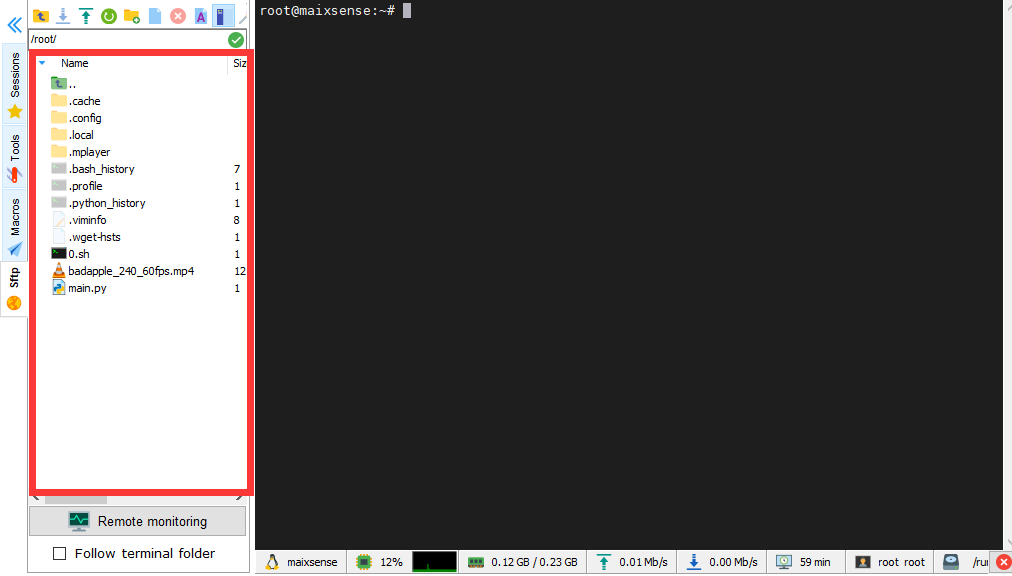 /root/
root@maixsense:~#
Name Siz
..
.cache
.config
.local
.mplayer
.bash_history 7
.profile 1
.python_history 1
.viminfo 8
.wget-hsts 1
0.sh 1
badapple_240_60fps.mp4 12
main.py 1
Sessions
Tools
Macros
Sftp
Remote monitoring
Follow terminal folder
maixsense 12% 0.12 GB / 0.23 GB 0.01 Mb/s 0.00 Mb/s 59 min root root /rur